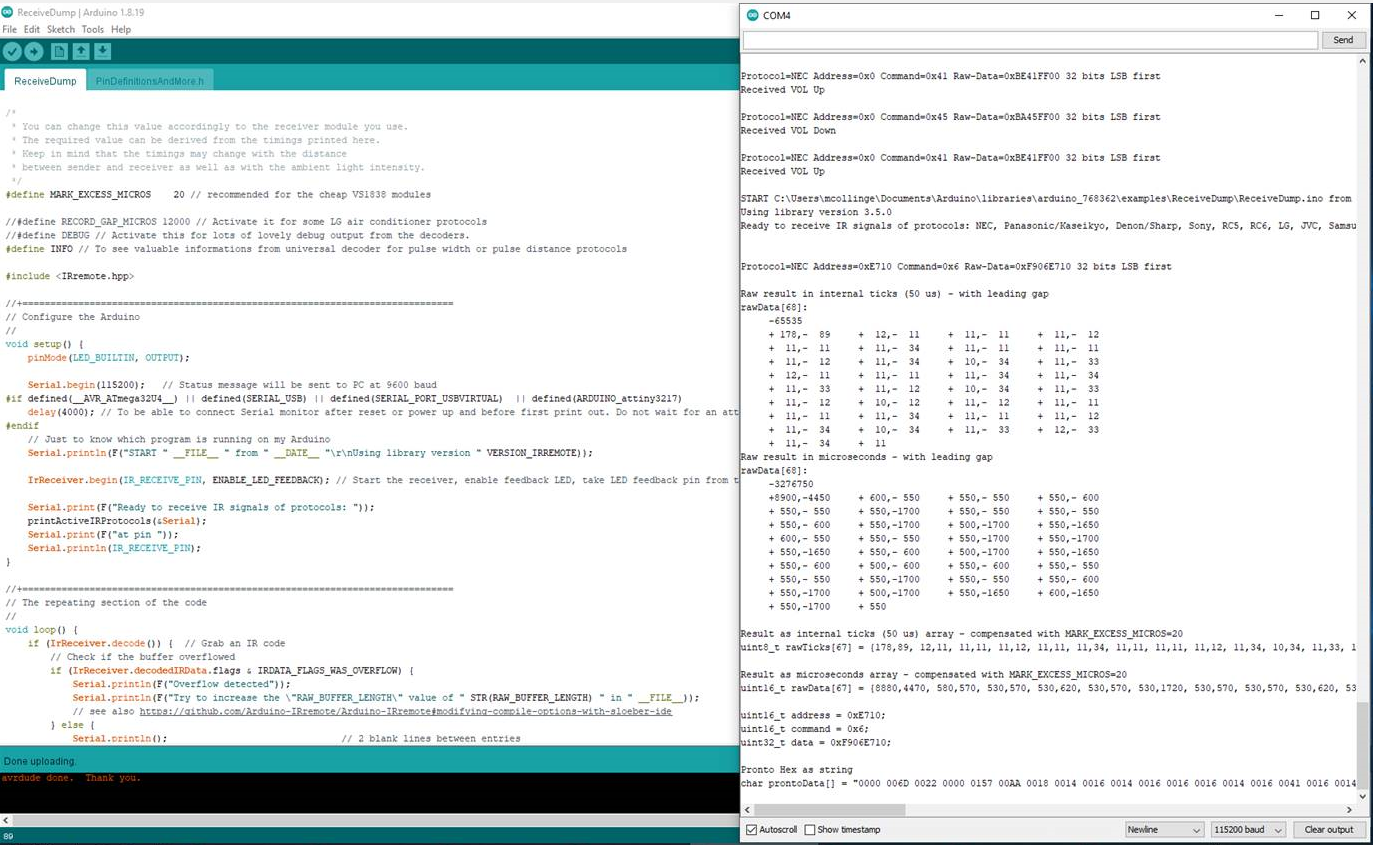 ReceiveDump | Arduino 1.8.19
File Edit Sketch Tools Help
ReceiveDump PinDefinitionsAndMore.h
/*
* You can change this value accordingly to the receiver module you use.
* The required value can be derived from the timings printed here.
* Keep in mind that the timings may change with the distance
* between sender and receiver as well as with the ambient light intensity.
*/
#define MARK_EXCESS_MICROS 20 // recommended for the cheap VS1838 modules
//#define RECORD_GAP_MICROS 12000 // Activate it for some LG air conditioner protocols
//#define DEBUG // Activate this for lots of lovely debug output from the decoders.
#define INFO // To see valuable informations from universal decoder for pulse width or pulse distance protocols
#include <IRremote.hpp>
//+=============================================================================
// Configure the Arduino
//
void setup() {
pinMode(LED_BUILTIN, OUTPUT);
Serial.begin(115200); // Status message will be sent to PC at 9600 baud
#if defined(__AVR_ATmega32U4__) || defined(SERIAL_USB) || defined(SERIAL_PORT_USBVIRTUAL) || defined(ARDUINO_attiny3217)
delay(4000); // To be able to connect Serial monitor after reset or power up and before first print out. Do not wait for an att
#endif
// Just to know which program is running on my Arduino
Serial.println(F("START " __FILE__ " from " __DATE__ "\r\nUsing library version " VERSION_IRREMOTE));
IrReceiver.begin(IR_RECEIVE_PIN, ENABLE_LED_FEEDBACK); // Start the receiver, enable feedback LED, take LED feedback pin from t
Serial.print(F("Ready to receive IR signals of protocols: "));
printActiveIRProtocols(&Serial);
Serial.print(F("at pin "));
Serial.println(IR_RECEIVE_PIN);
}
//+=============================================================================
// The repeating section of the code
//
void loop() {
if (IrReceiver.decode()) { // Grab an IR code
// Check if the buffer overflowed
if (IrReceiver.decodedIRData.flags & IRDATA_FLAGS_WAS_OVERFLOW) {
Serial.println(F("Overflow detected"));
Serial.println(F("Try to increase the \"RAW_BUFFER_LENGTH\" value of " STR(RAW_BUFFER_LENGTH) " in " __FILE__));
// see also https://github.com/Arduino-IRremote/Arduino-IRremote#modifying-compile-options-with-sloeber-ide
} else {
Serial.println(); // 2 blank lines between entries
Done uploading.
avrdude done. Thank you.
89
COM4
Send
Protocol=NEC Address=0x0 Command=0x41 Raw-Data=0xBE41FF00 32 bits LSB first
Received VOL Up
Protocol=NEC Address=0x0 Command=0x45 Raw-Data=0xBA45FF00 32 bits LSB first
Received VOL Down
Protocol=NEC Address=0x0 Command=0x41 Raw-Data=0xBE41FF00 32 bits LSB first
Received VOL Up
START C:\Users\mcollinge\Documents\Arduino\libraries\arduino_768362\examples\ReceiveDump\ReceiveDump.ino from
Using library version 3.5.0
Ready to receive IR signals of protocols: NEC, Panasonic/Kaseikyo, Denon/Sharp, Sony, RC5, RC6, LG, JVC, Samsu
Protocol=NEC Address=0xE710 Command=0x6 Raw-Data=0xF906E710 32 bits LSB first
Raw result in internal ticks (50 us) - with leading gap
rawData[68]:
-65535
+ 178,- 89 + 12,- 11 + 11,- 11 + 11,- 12
+ 11,- 11 + 11,- 34 + 11,- 11 + 11,- 11
+ 11,- 12 + 11,- 34 + 10,- 34 + 11,- 33
+ 12,- 11 + 11,- 11 + 11,- 34 + 11,- 34
+ 11,- 33 + 11,- 12 + 10,- 34 + 11,- 33
+ 11,- 12 + 10,- 12 + 11,- 12 + 11,- 11
+ 11,- 11 + 11,- 34 + 11,- 11 + 11,- 12
+ 11,- 34 + 10,- 34 + 11,- 33 + 12,- 33
+ 11,- 34 + 11
Raw result in microseconds - with leading gap
rawData[68]:
-3276750
+8900,-4450 + 600,- 550 + 550,- 550 + 550,- 600
+ 550,- 550 + 550,-1700 + 550,- 550 + 550,- 550
+ 550,- 600 + 550,-1700 + 500,-1700 + 550,-1650
+ 600,- 550 + 550,- 550 + 550,-1700 + 550,-1700
+ 550,-1650 + 550,- 600 + 500,-1700 + 550,-1650
+ 550,- 600 + 500,- 600 + 550,- 600 + 550,- 550
+ 550,- 550 + 550,-1700 + 550,- 550 + 550,- 600
+ 550,-1700 + 500,-1700 + 550,-1650 + 600,-1650
+ 550,-1700 + 550
Result as internal ticks (50 us) array - compensated with MARK_EXCESS_MICROS=20
uint8_t rawTicks[67] = {178,89, 12,11, 11,11, 11,12, 11,11, 11,34, 11,11, 11,11, 11,12, 11,34, 10,34, 11,33, 1
Result as microseconds array - compensated with MARK_EXCESS_MICROS=20
uint16_t rawData[67] = {8880,4470, 580,570, 530,570, 530,620, 530,570, 530,1720, 530,570, 530,570, 530,620, 53
uint16_t address = 0xE710;
uint16_t command = 0x6;
uint32_t data = 0xF906E710;
Pronto Hex as string
char prontoData[] = "0000 006D 0022 0000 0157 00AA 0018 0014 0016 0014 0016 0016 0016 0014 0016 0041 0016 0014
Autoscroll Show timestamp Newline 115200 baud Clear output